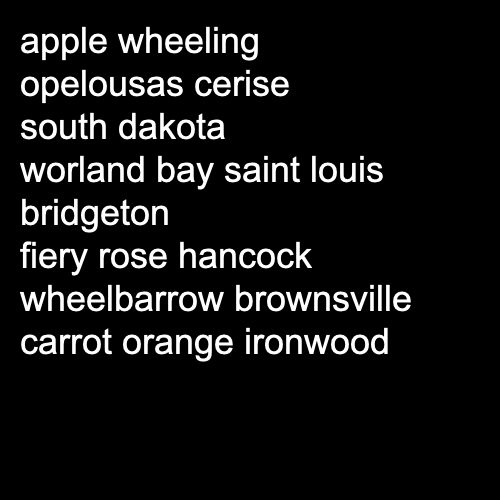 apple wheeling
opelousas cerise
south dakota
worland bay saint louis
bridgeton
fiery rose hancock
wheelbarrow brownsville
carrot orange ironwood